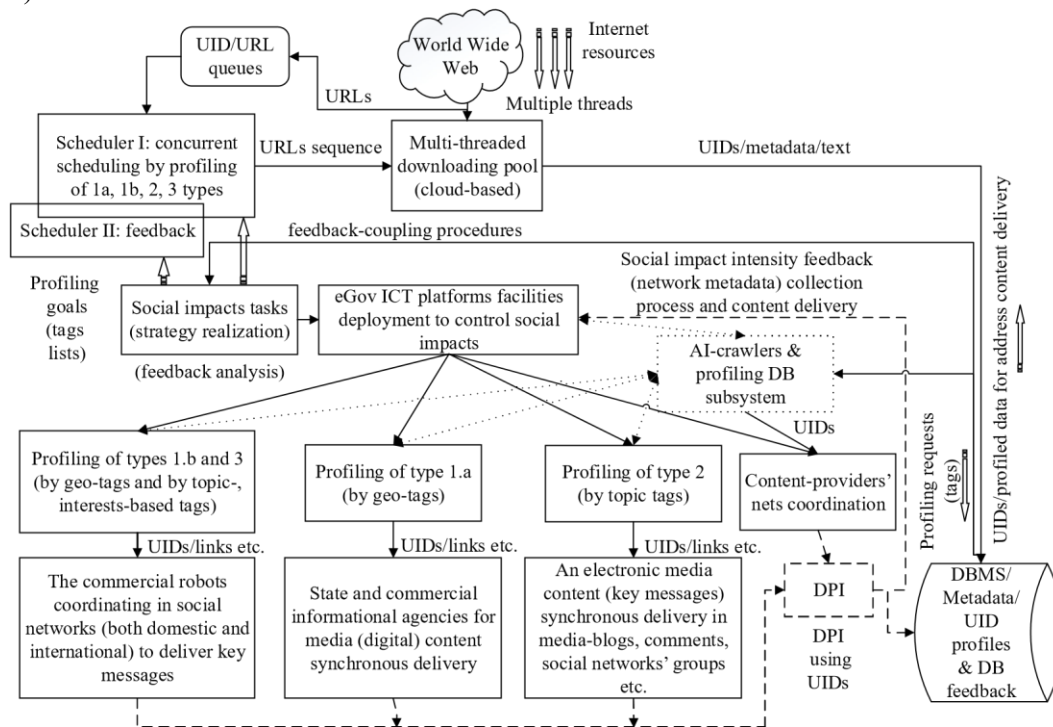 UID/URL
queues
World Wide
Web
Internet
resources
URLs
Multiple threads
Scheduler I: concurrent
scheduling by profiling
of 1a, 1b, 2, 3 types
URLs sequence
Multi-threaded
downloading pool
(cloud-based)
UIDs/metadata/text
Scheduler II: feedback
feedback-coupling procedures
UIDs/profiled data for address content delivery
Profiling
goals
(tags
lists)
Social impacts tasks
(strategy realization)
(feedback analysis)
eGov ICT platforms facilities
deployment to control social
impacts
Social impact intensity feedback
(network metadata) collection
process and content delivery
AI-crawlers &
profiling DB
subsystem
UIDs
Profiling requests
(tags)
Profiling of types 1.b and 3
(by geo-tags and by topic-,
interests-based tags)
Profiling of type 1.a
(by geo-tags)
Profiling of type 2
(by topic tags)
Content-providers’
nets coordination
UIDs/links etc.
UIDs/links etc.
UIDs/links etc.
The commercial robots
coordinating in social
networks (both domestic and
international) to deliver key
messages
State and commercial
informational agencies for
media (digital) content
synchronous delivery
An electronic media
content (key messages)
synchronous delivery in
media-blogs, comments,
social networks’ groups
etc.
DPI
DPI
using
UIDs
DBMS/
Metadata/
UID
profiles
& DB
feedback